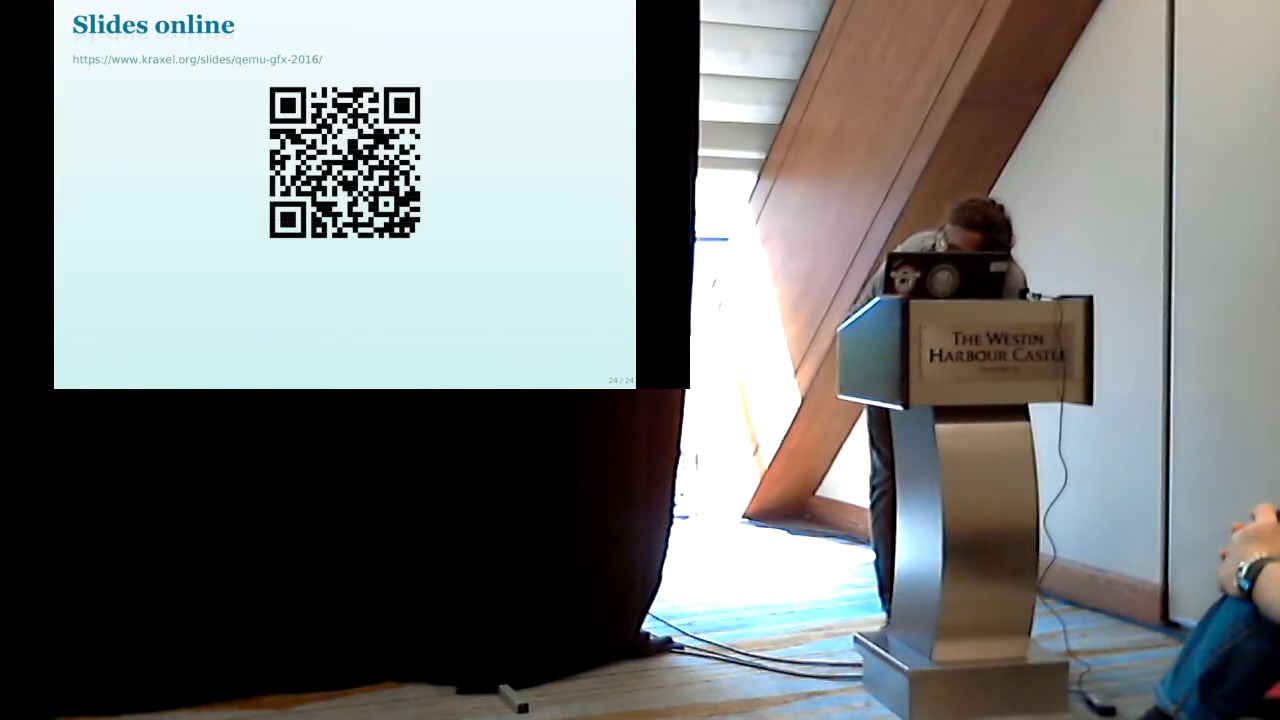 Slides online
https://www.kraxel.org/slides/qemu-gfx-2016/
24 / 24
THE WESTIN
HARBOUR CASTLE